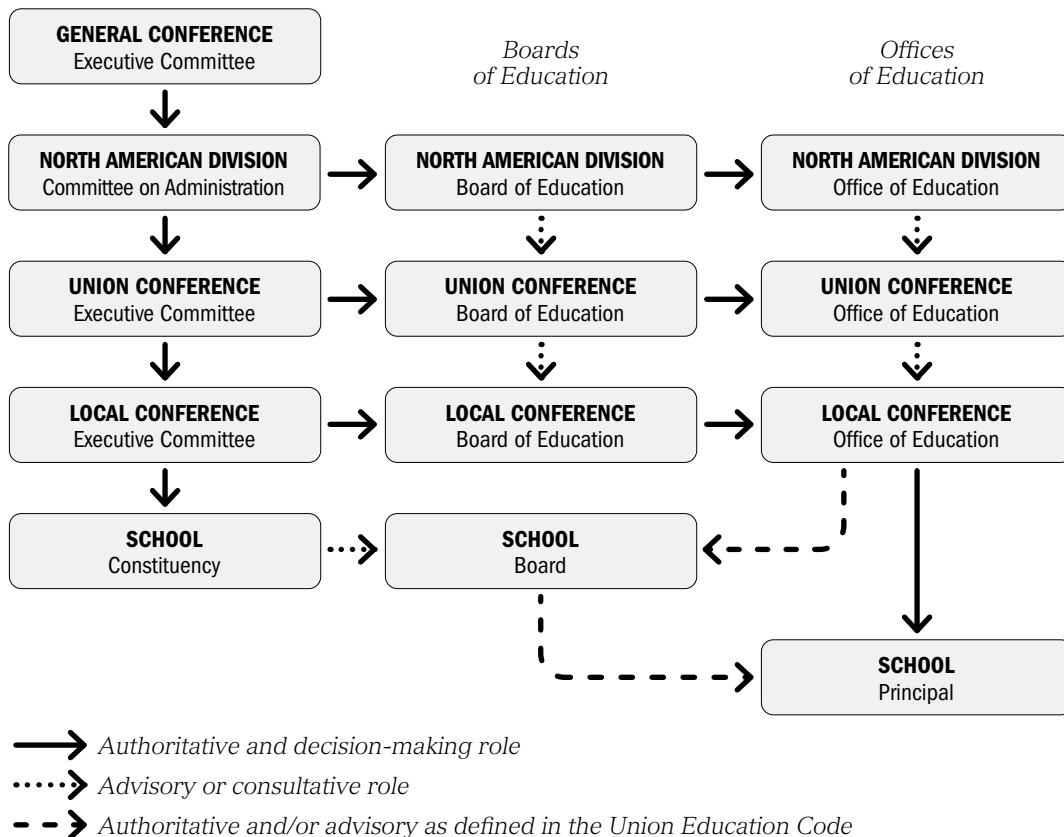 GENERAL CONFERENCE
Executive Committee
Boards
of Education
Offices
of Education
NORTH AMERICAN DIVISION
Committee on Administration
NORTH AMERICAN DIVISION
Board of Education
NORTH AMERICAN DIVISION
Office of Education
UNION CONFERENCE
Executive Committee
UNION CONFERENCE
Board of Education
UNION CONFERENCE
Office of Education
LOCAL CONFERENCE
Executive Committee
LOCAL CONFERENCE
Board of Education
LOCAL CONFERENCE
Office of Education
SCHOOL
Constituency
SCHOOL
Board
SCHOOL
Principal
Authoritative and decision-making role
Advisory or consultative role
Authoritative and/or advisory as defined in the Union Education Code